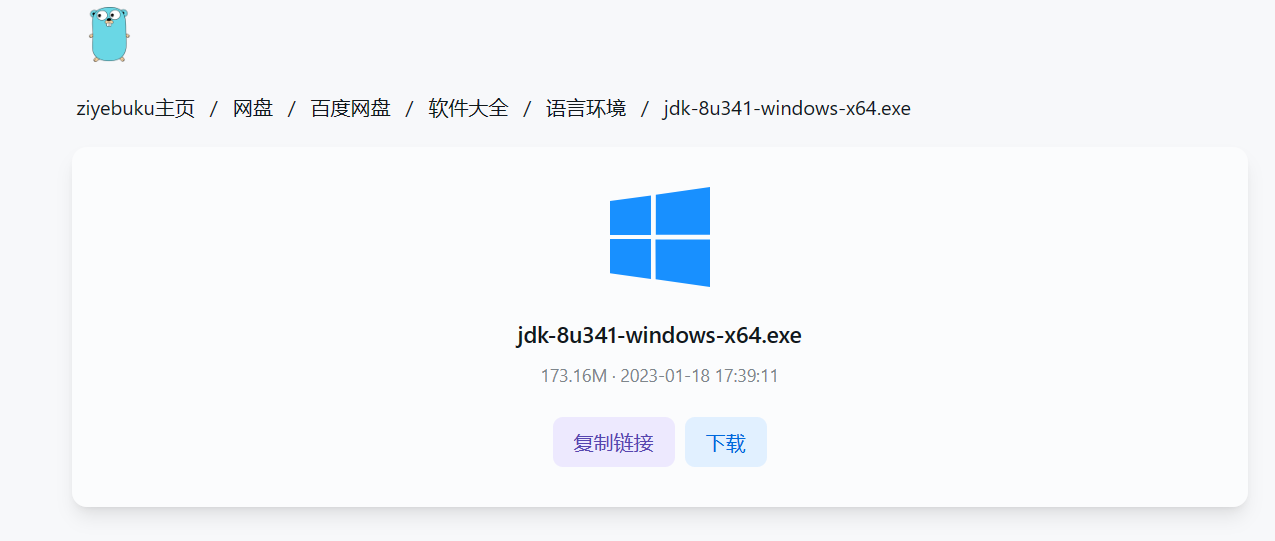 ziyebuku主页 / 网盘 / 百度网盘 / 软件大全 / 语言环境 / jdk-8u341-windows-x64.exe
jdk-8u341-windows-x64.exe
173.16M · 2023-01-18 17:39:11
复制链接 下载